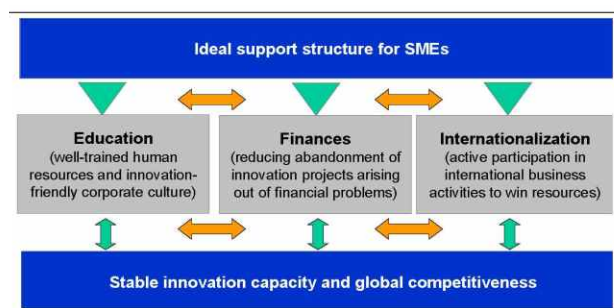 Ideal support structure for SMEs
Education
(well-trained human
resources and innovation-
friendly corporate culture)
Finances
(reducing abandonment of
innovation projects arising
out of financial problems)
Internationalization
(active participation in
international business
activities to win resources)
Stable innovation capacity and global competitiveness